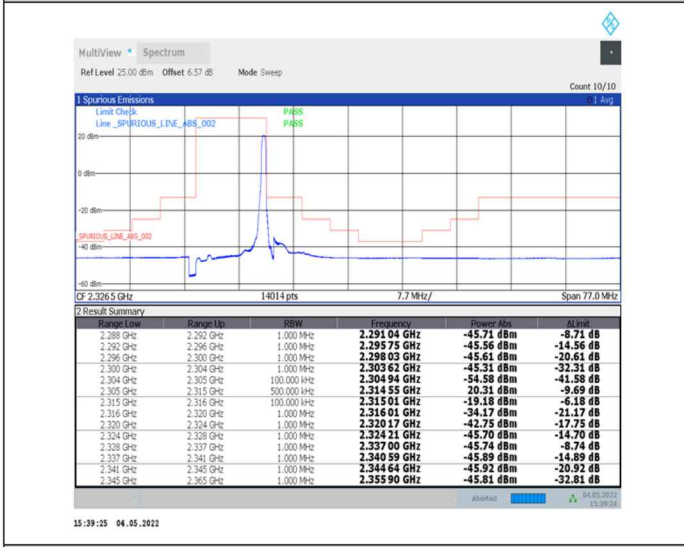 MultiView Spectrum
Ref Level 25.00 dBm Offset 6.57 dB Mode Sweep
Count 10/10
1 Spurious Emissions 1 Avg
Limit Check PASS
Line _SPURIOUS_LINE_ABS_002 PASS
20 dBm
0 dBm
-20 dBm
_SPURIOUS_LINE_ABS_002
-40 dBm
-60 dBm
CF 2.3265 GHz 14014 pts 7.7 MHz/ Span 77.0 MHz
2 Result Summary
Range Low Range Up RBW Frequency Power Abs ΔLimit
2.288 GHz 2.292 GHz 1.000 MHz 2.291 04 GHz -45.71 dBm -8.71 dB
2.292 GHz 2.296 GHz 1.000 MHz 2.295 75 GHz -45.56 dBm -14.56 dB
2.296 GHz 2.300 GHz 1.000 MHz 2.298 03 GHz -45.61 dBm -20.61 dB
2.300 GHz 2.304 GHz 1.000 MHz 2.303 62 GHz -45.31 dBm -32.31 dB
2.304 GHz 2.305 GHz 100.000 kHz 2.304 94 GHz -54.58 dBm -41.58 dB
2.305 GHz 2.315 GHz 500.000 kHz 2.314 55 GHz 20.31 dBm -9.69 dB
2.315 GHz 2.316 GHz 100.000 kHz 2.315 01 GHz -19.18 dBm -6.18 dB
2.316 GHz 2.320 GHz 1.000 MHz 2.316 01 GHz -34.17 dBm -21.17 dB
2.320 GHz 2.324 GHz 1.000 MHz 2.320 17 GHz -42.75 dBm -17.75 dB
2.324 GHz 2.328 GHz 1.000 MHz 2.324 21 GHz -45.70 dBm -14.70 dB
2.328 GHz 2.337 GHz 1.000 MHz 2.337 00 GHz -45.74 dBm -8.74 dB
2.337 GHz 2.341 GHz 1.000 MHz 2.340 59 GHz -45.89 dBm -14.89 dB
2.341 GHz 2.345 GHz 1.000 MHz 2.344 64 GHz -45.92 dBm -20.92 dB
2.345 GHz 2.365 GHz 1.000 MHz 2.355 90 GHz -45.81 dBm -32.81 dB
Aborted 04.05.2022
15:39:24
15:39:25 04.05.2022